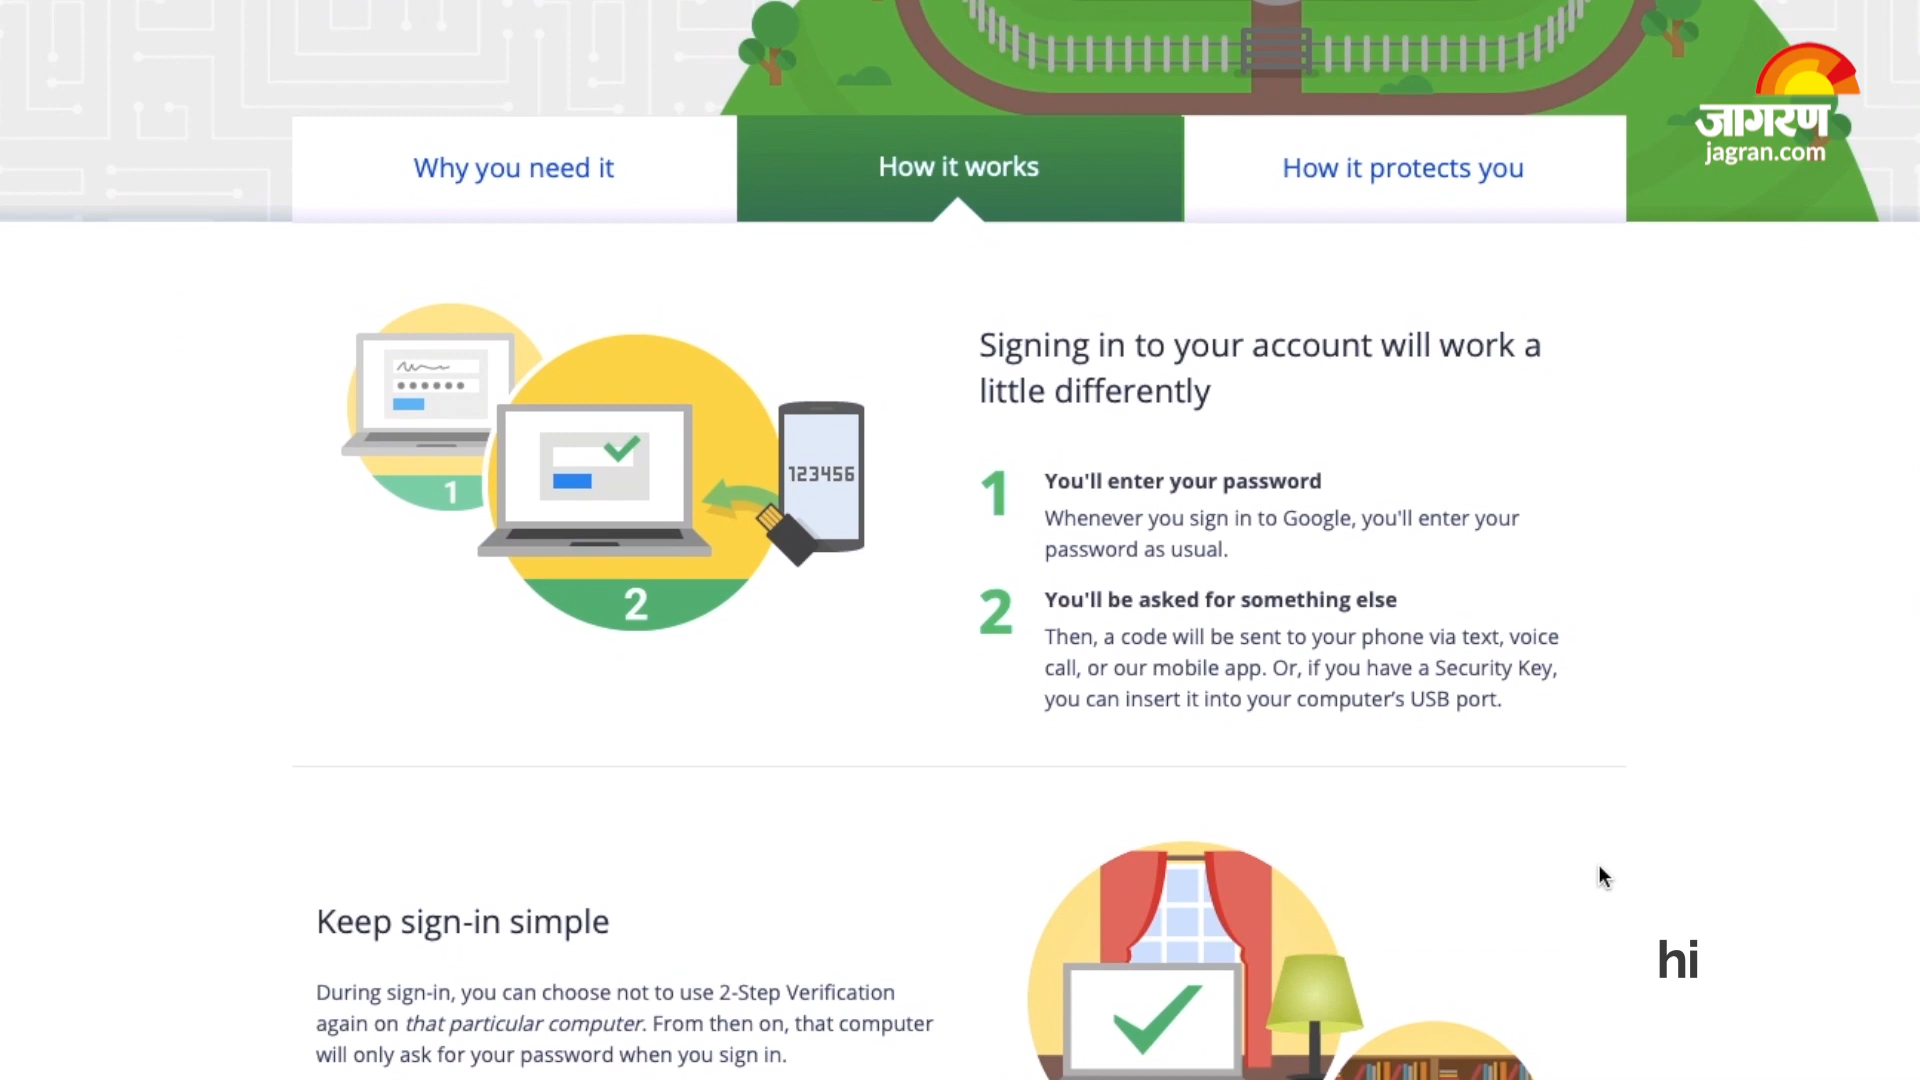 जागरण
jagran.com
Why you need it
How it works
How it protects you
1
2
123456
Signing in to your account will work a
little differently
1
You'll enter your password
Whenever you sign in to Google, you'll enter your
password as usual.
2
You'll be asked for something else
Then, a code will be sent to your phone via text, voice
call, or our mobile app. Or, if you have a Security Key,
you can insert it into your computer’s USB port.
Keep sign-in simple
During sign-in, you can choose not to use 2-Step Verification
again on that particular computer. From then on, that computer
will only ask for your password when you sign in.
hi